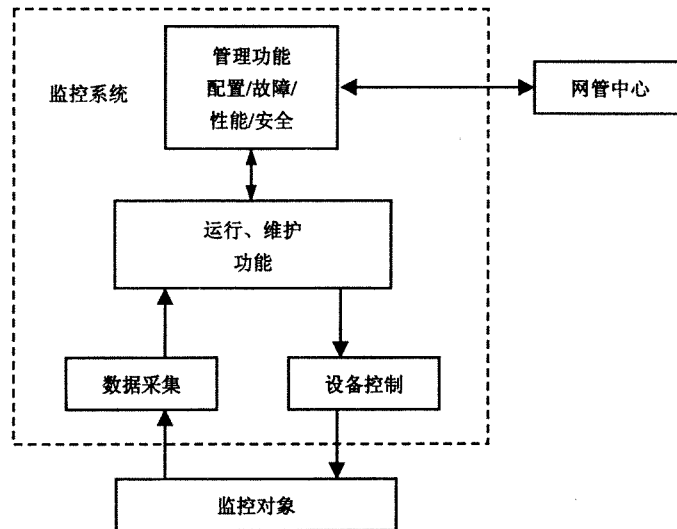 管理功能
配置/故障/
性能/安全
监控系统
网管中心
运行、维护
功能
数据采集
设备控制
监控对象